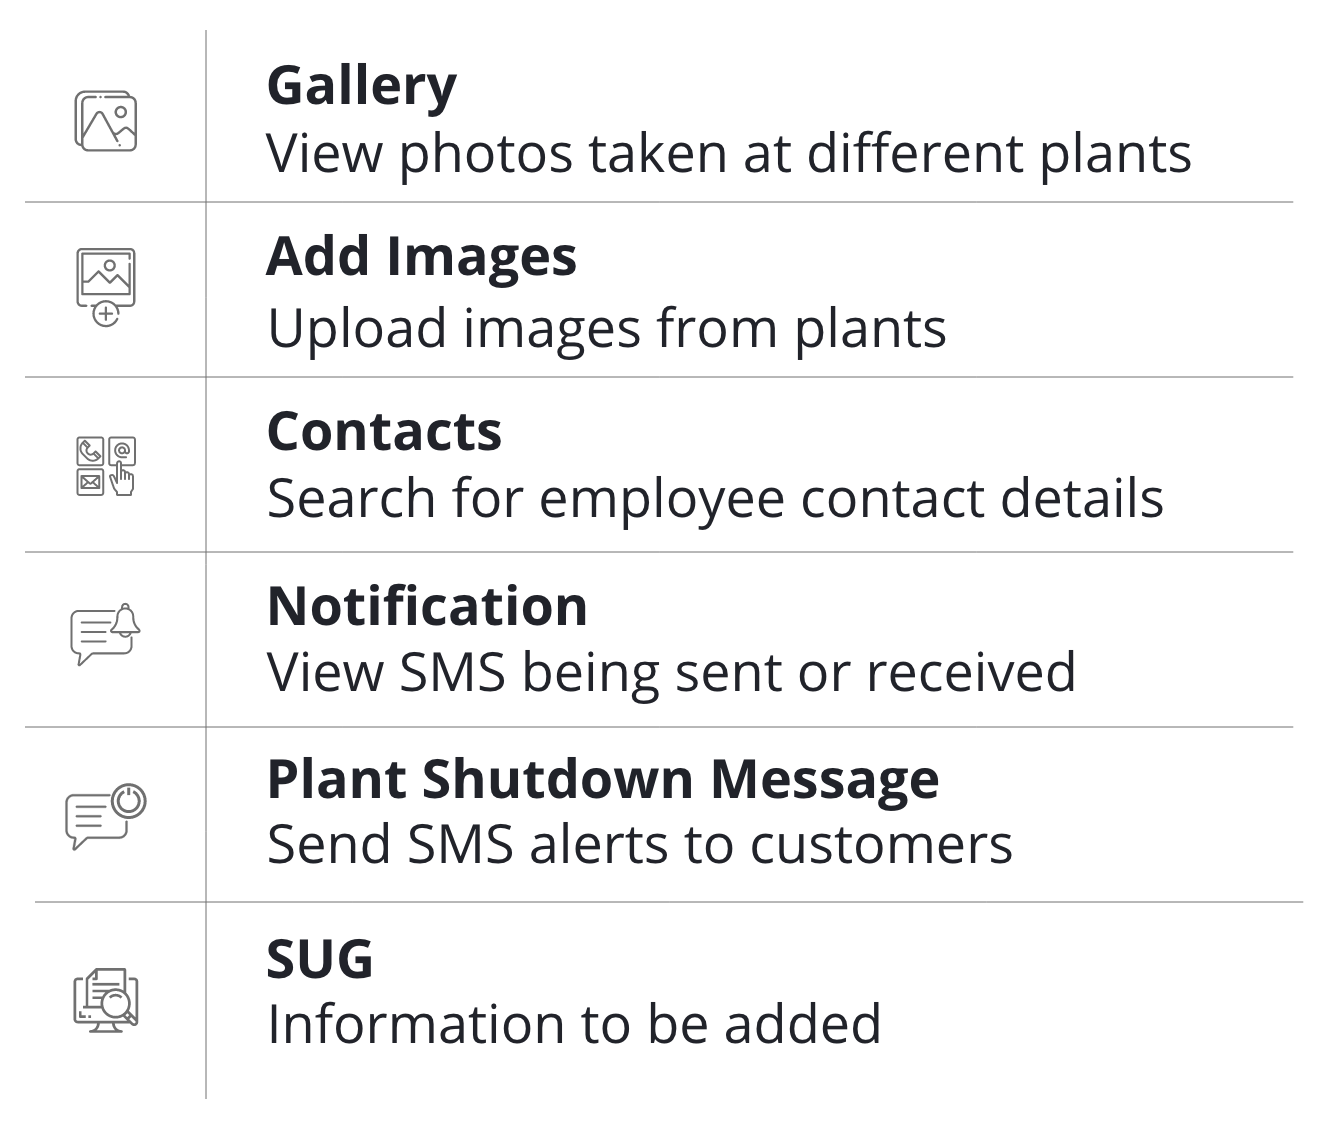 Gallery
View photos taken at different plants
Add Images
Upload images from plants
Contacts
Search for employee contact details
Notification
View SMS being sent or received
Plant Shutdown Message
Send SMS alerts to customers
SUG
Information to be added